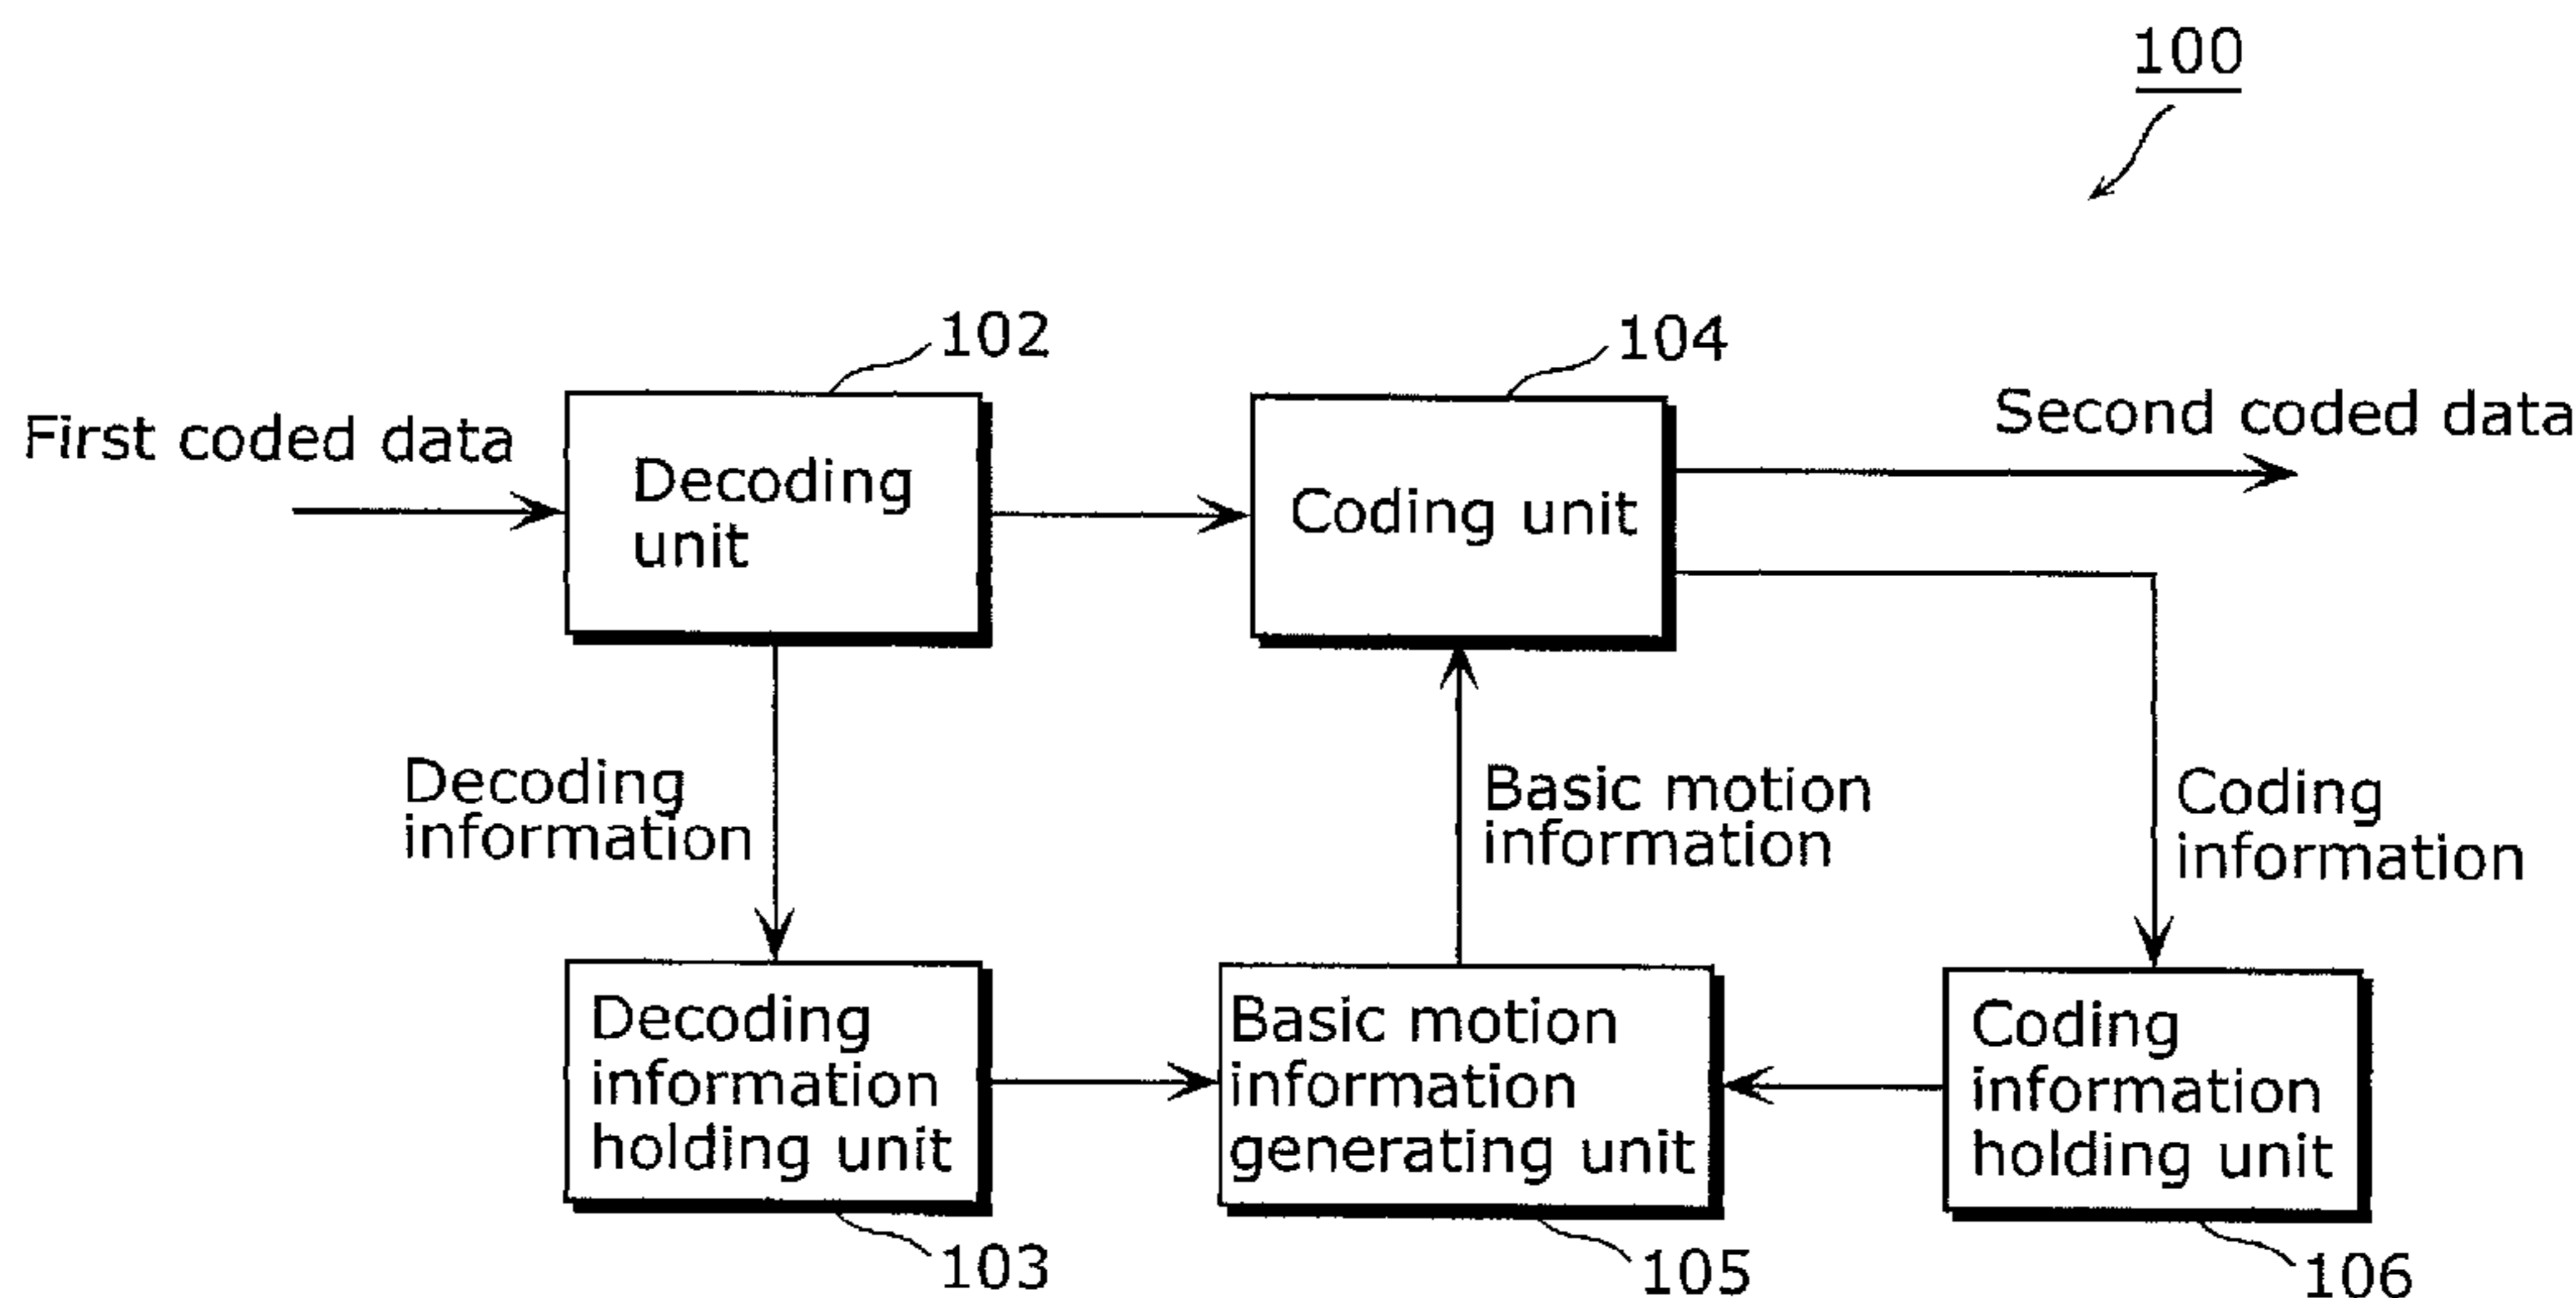 100
102
104
First coded data
Second coded data
Decoding
unit
Coding unit
Decoding
information
Basic motion
information
Coding
information
Decoding
information
holding unit
Basic motion
information
generating unit
Coding
information
holding unit
103
105
106